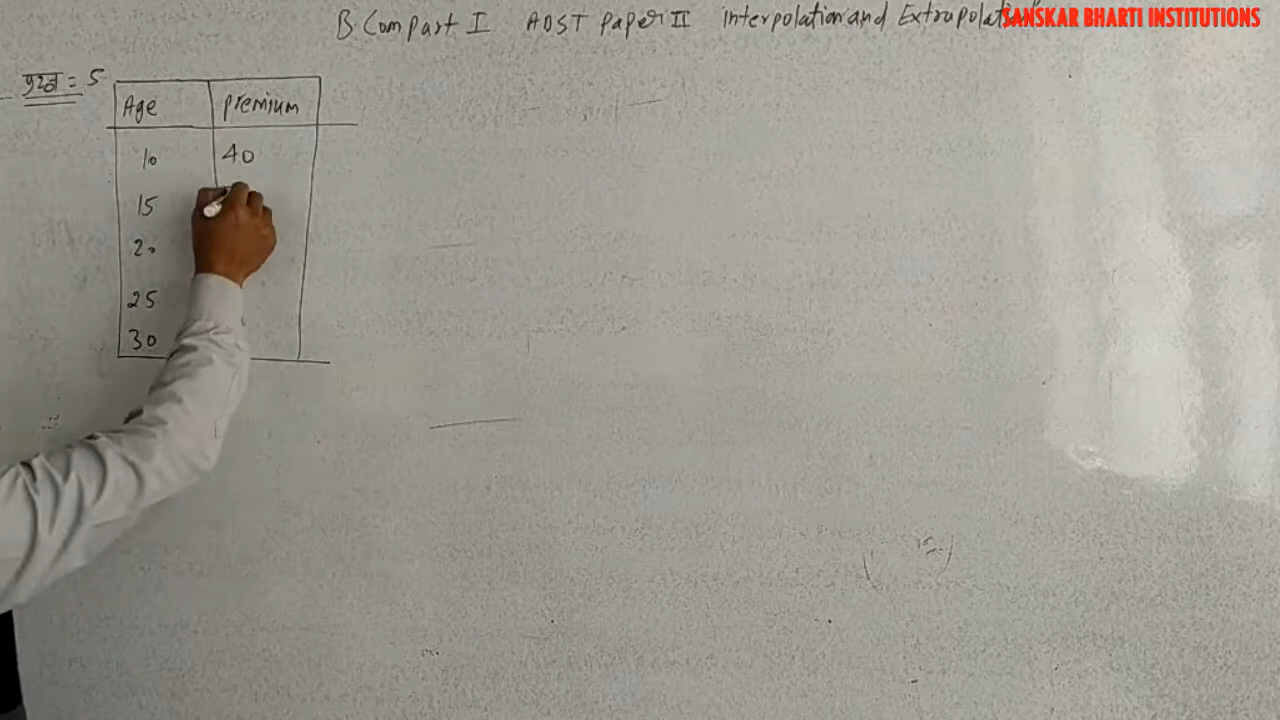 B. Com part I AOST paper II Interpolation and Extrapolation
SANSKAR BHARTI INSTITUTIONS
प्रश्न = 5
Age premium
10 40
15
20
25
30